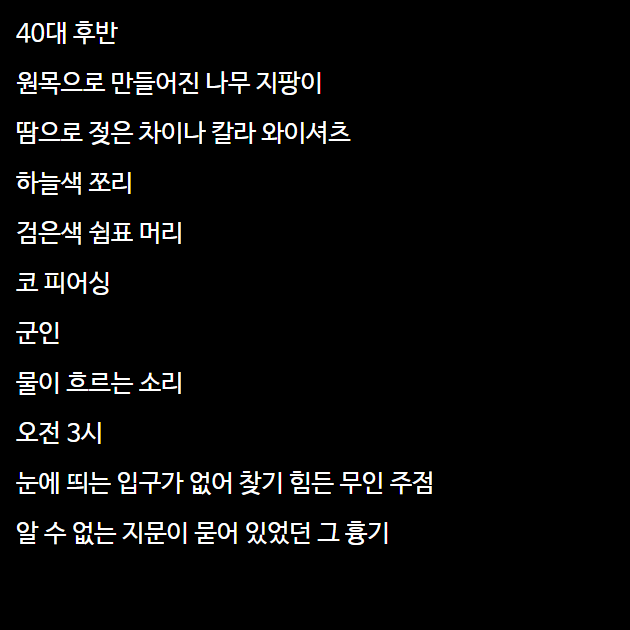 40대 후반
원목으로 만들어진 나무 지팡이
땀으로 젖은 차이나 칼라 와이셔츠
하늘색 쪼리
검은색 쉼표 머리
코 피어싱
군인
물이 흐르는 소리
오전 3시
눈에 띄는 입구가 없어 찾기 힘든 무인 주점
알 수 없는 지문이 묻어 있었던 그 흉기